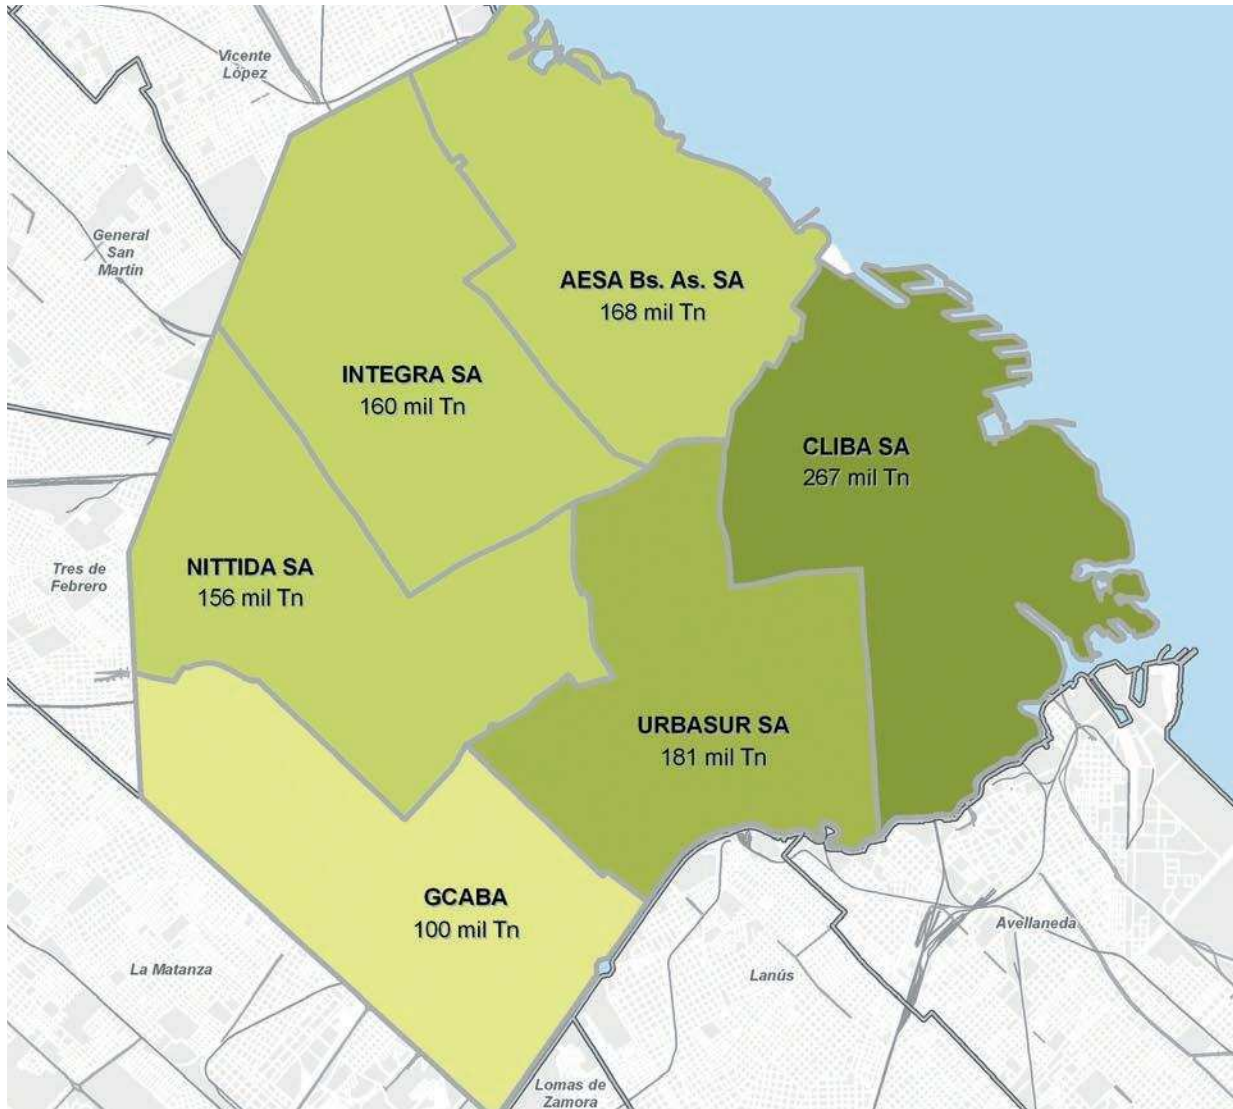 Vicente
López
General
San
Martín
AESA Bs. As. SA
168 mil Tn
INTEGRA SA
160 mil Tn
CLIBA SA
267 mil Tn
Tres de
Febrero
NITTIDA SA
156 mil Tn
URBASUR SA
181 mil Tn
GCABA
100 mil Tn
La Matanza
Avellaneda
Lanús
Lomas de
Zamora